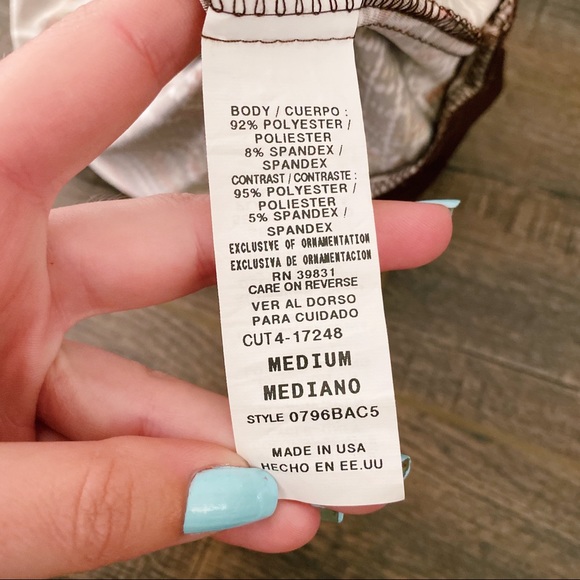 BODY / CUERPO :
92% POLYESTER /
POLIESTER
8% SPANDEX /
SPANDEX
CONTRAST / CONTRASTE :
95% POLYESTER /
POLIESTER
5% SPANDEX /
SPANDEX
EXCLUSIVE OF ORNAMENTATION
EXCLUSIVA DE ORNAMENTACION
RN 39831
CARE ON REVERSE
VER AL DORSO
PARA CUIDADO
CUT4-17248
MEDIUM
MEDIANO
STYLE 0796BAC5
MADE IN USA
HECHO EN EE.UU